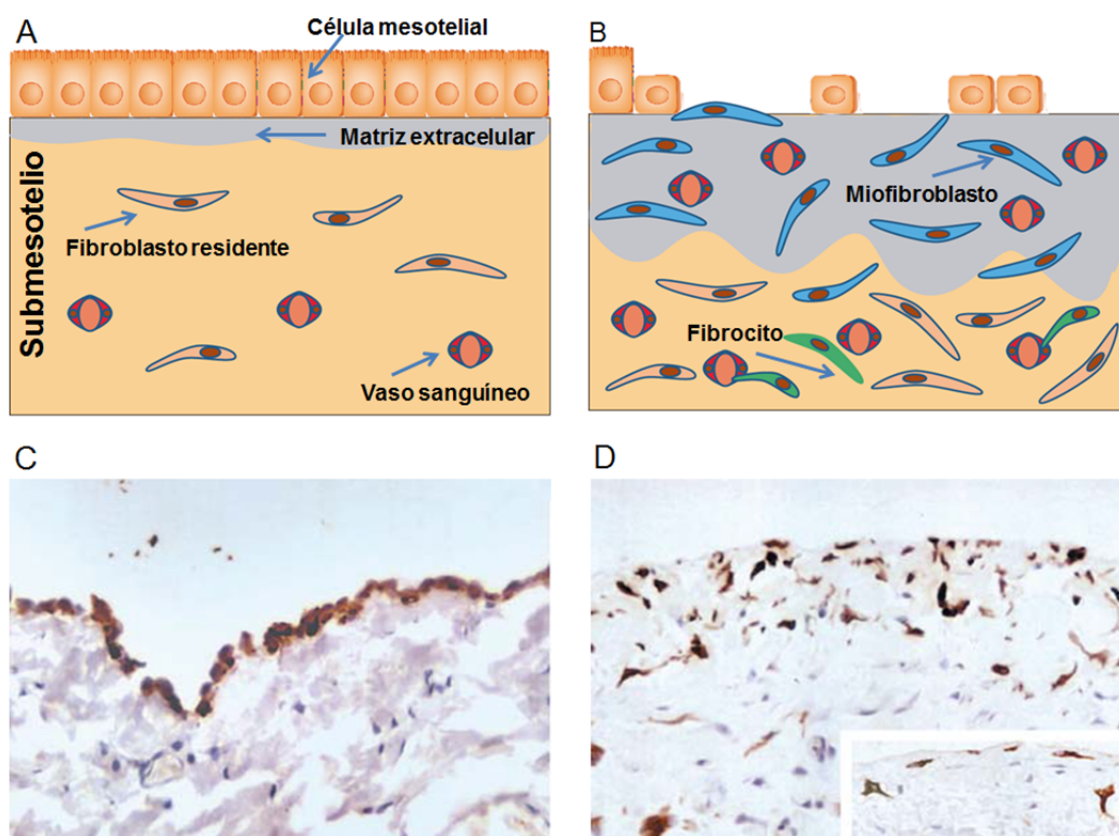 A
Célula mesotelial
Matriz extracelular
Submesotelio
Fibroblasto residente
Vaso sanguíneo
B
Miofibroblasto
Fibrocito
C
D